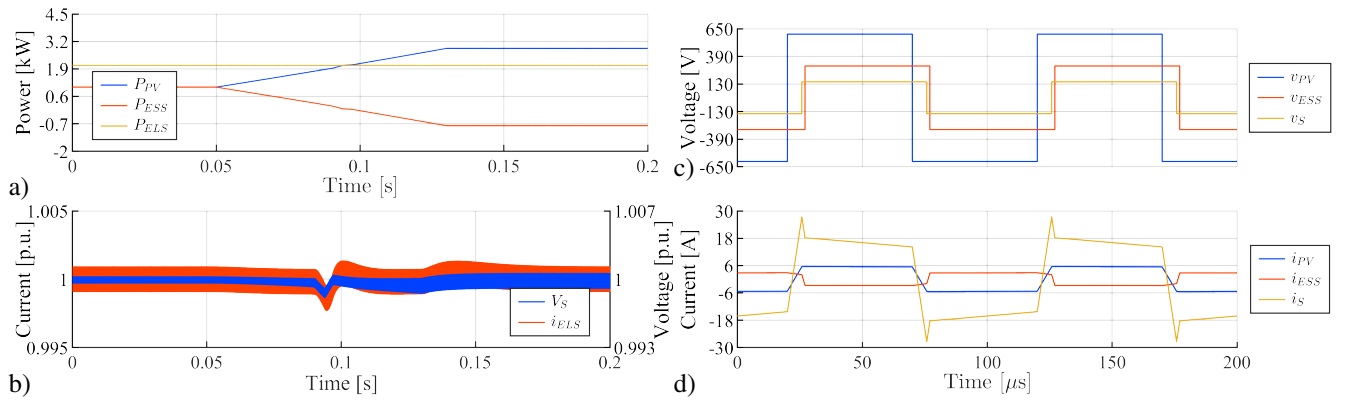 4.5
3.2
1.9
0.6
-0.7
-2
Power [kW]
P_PV
P_ESS
P_ELS
0 0.05 0.1 0.15 0.2
Time [s]
a)
1.005
1
0.995
Current [p.u.]
1.007
1
0.993
Voltage [p.u.]
V_S
i_ELS
0 0.05 0.1 0.15 0.2
Time [s]
b)
650
390
130
-130
-390
-650
Voltage [V]
v_PV
v_ESS
v_S
c)
30
18
6
-6
-18
-30
Current [A]
i_PV
i_ESS
i_S
0 50 100 150 200
Time [μs]
d)